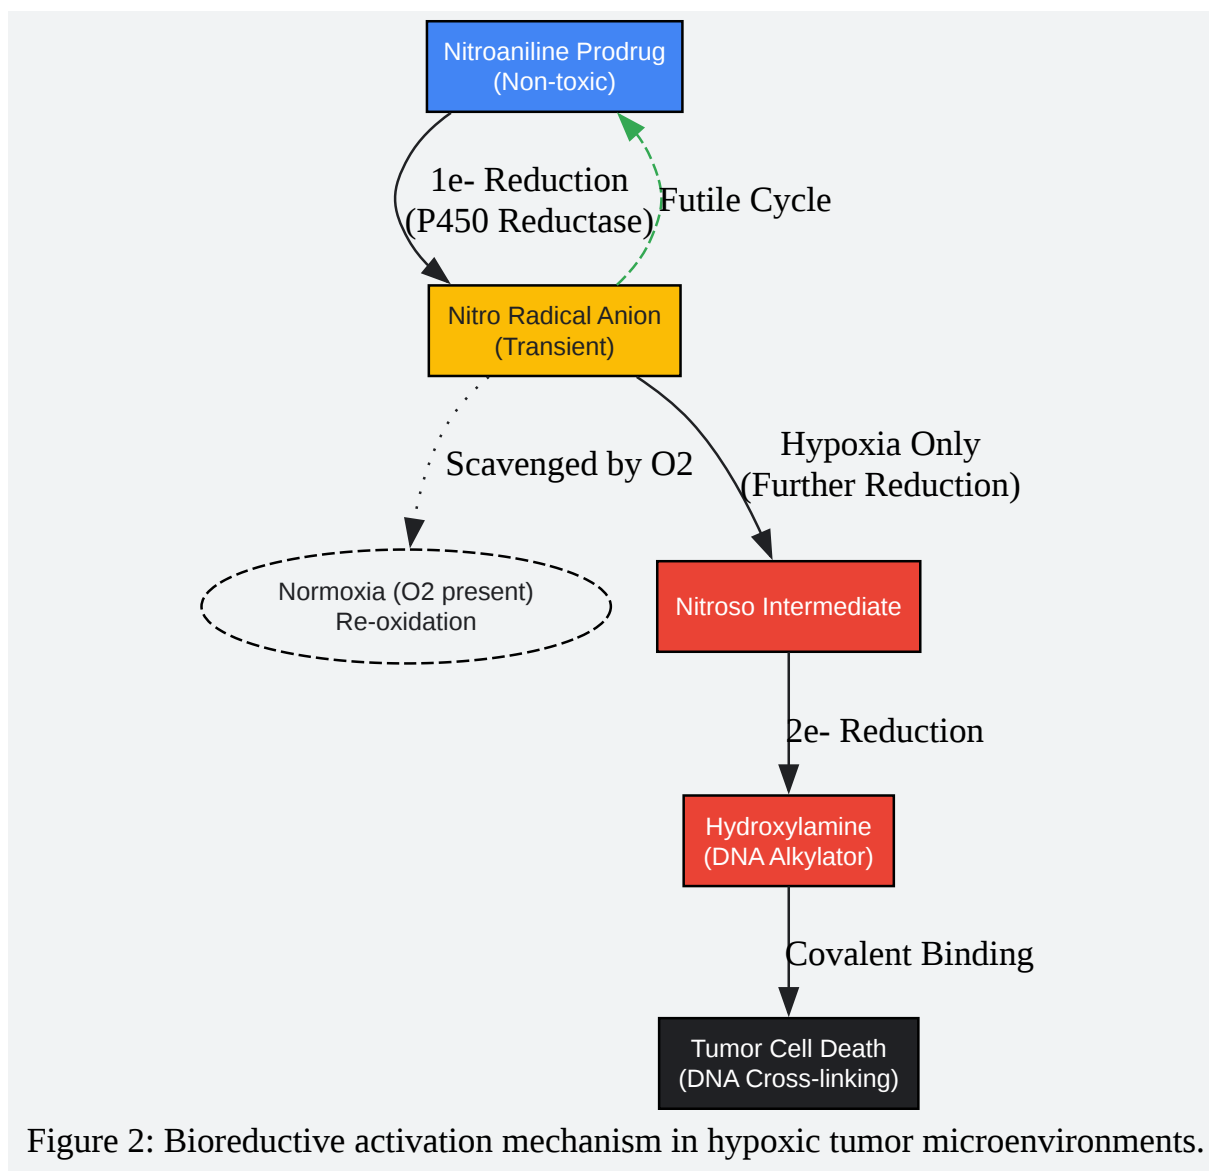 Nitroaniline Prodrug
(Non-toxic)
1e- Reduction
(P450 Reductase)
Futile Cycle
Nitro Radical Anion
(Transient)
Scavenged by O2
Hypoxia Only
(Further Reduction)
Normoxia (O2 present)
Re-oxidation
Nitroso Intermediate
2e- Reduction
Hydroxylamine
(DNA Alkylator)
Covalent Binding
Tumor Cell Death
(DNA Cross-linking)
Figure 2: Bioreductive activation mechanism in hypoxic tumor microenvironments.